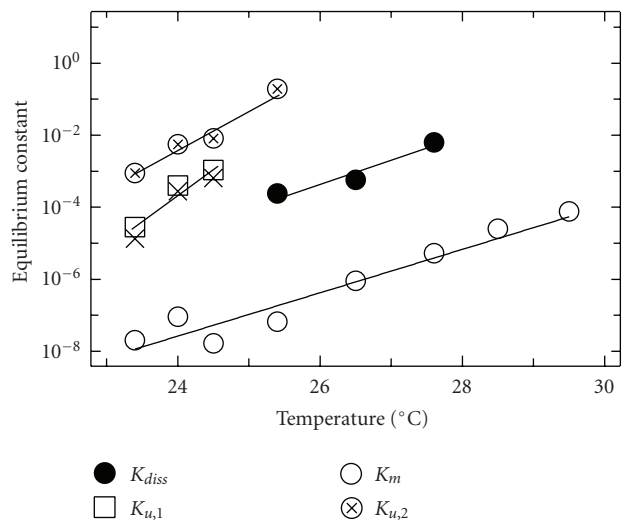 Equilibrium constant
10^0
10^−2
10^−4
10^−6
10^−8
24 26 28 30
Temperature (°C)
K_diss K_m
K_u,1 K_u,2